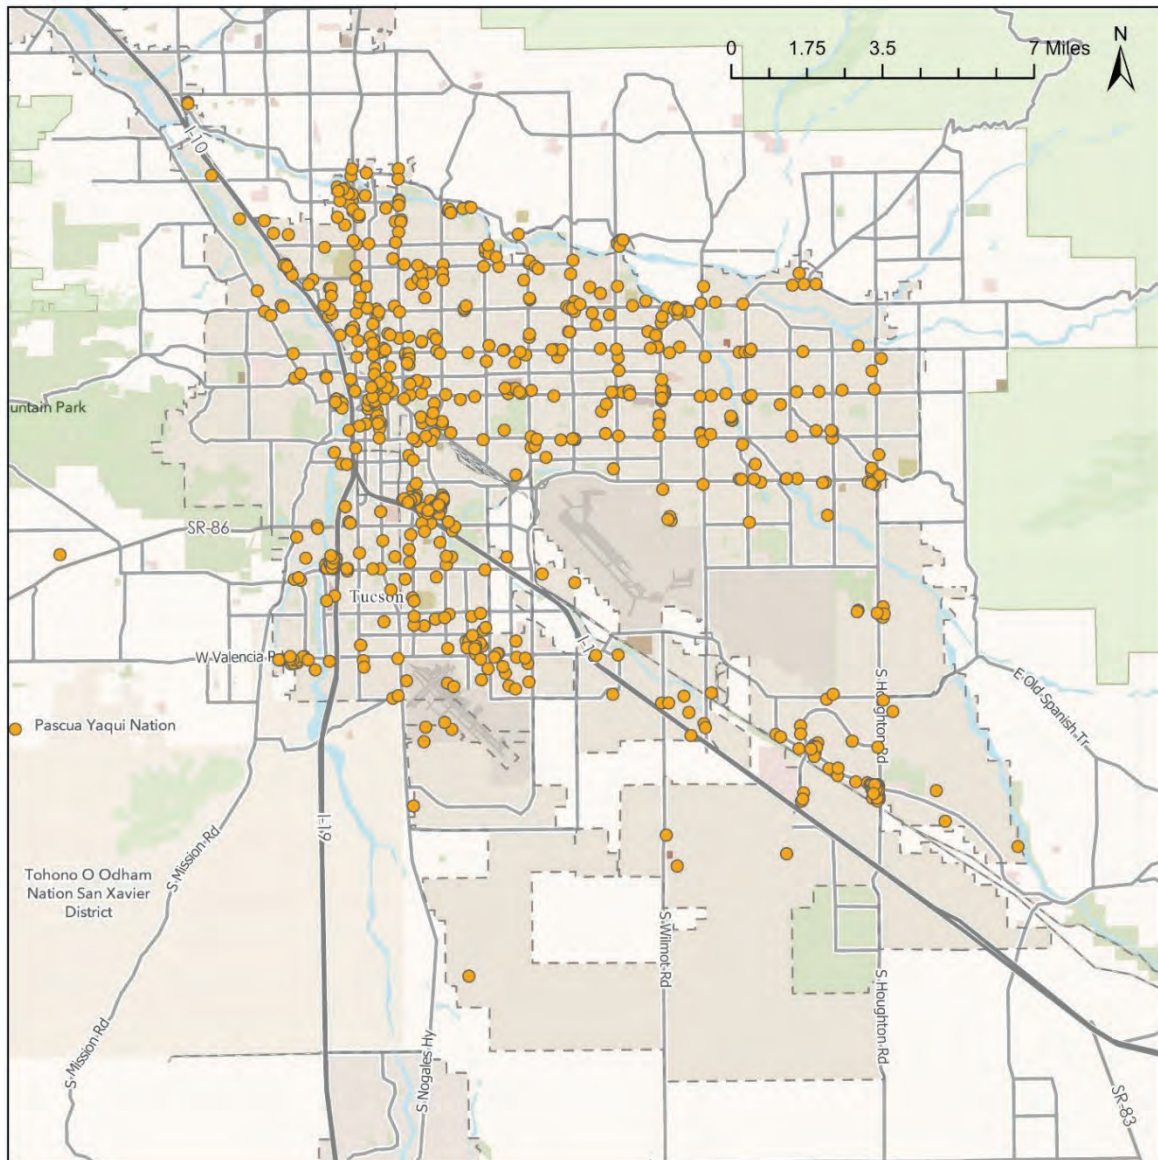 N
0 1.75 3.5 7 Miles
I-10
untain Park
SR-86
Tucson
W Valencia R
I-1
S Houghton Rd
E Old Spanish Tr
Pascua Yaqui Nation
I-19
S Mission Rd
Tohono O Odham
Nation San Xavier
District
S Wilmot Rd
S Houghton Rd
S Mission Rd
S Nogales Hy
SR-83